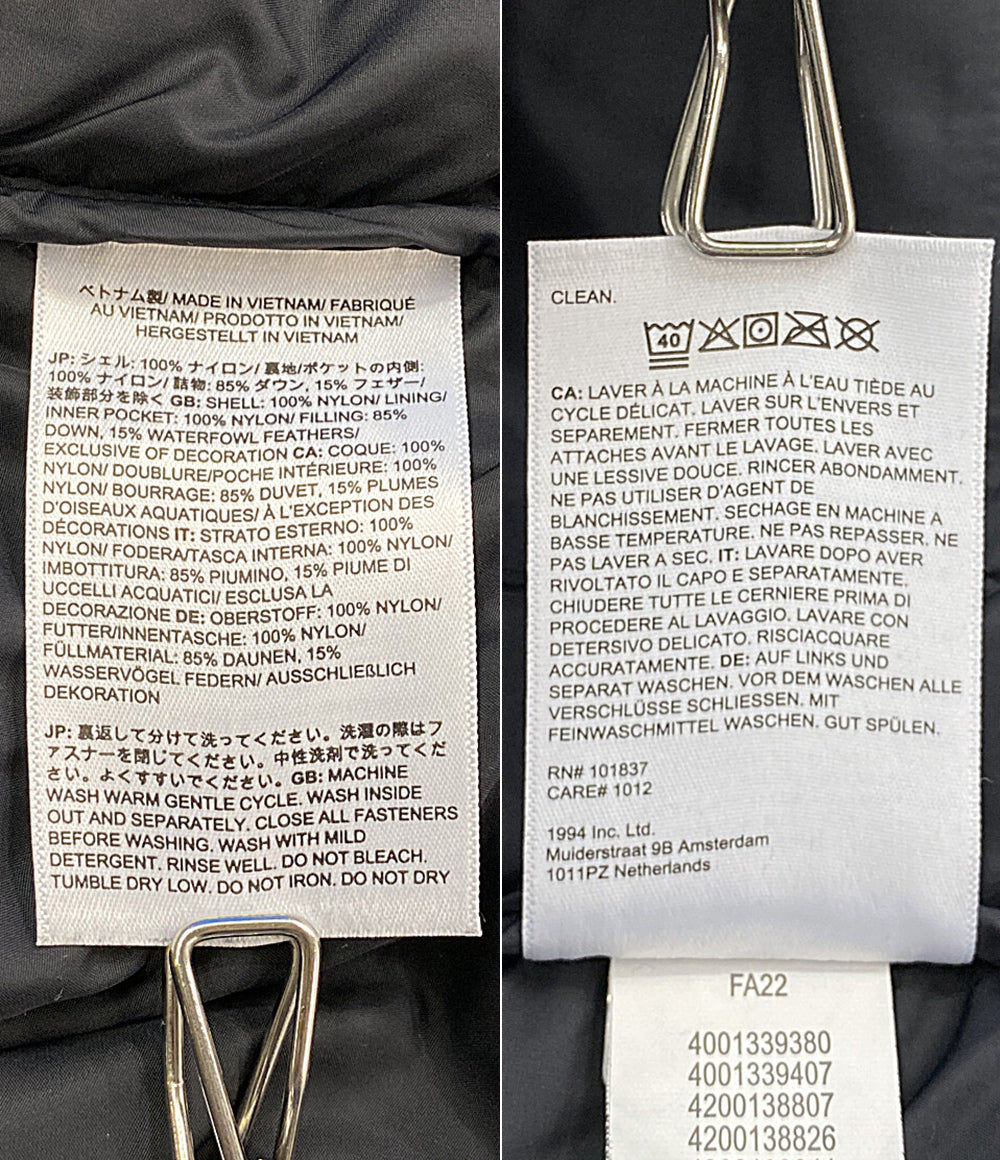 ベトナム製/ MADE IN VIETNAM/ FABRIQUÉ
AU VIETNAM/ PRODOTTO IN VIETNAM/
HERGESTELLT IN VIETNAM
JP: シェル: 100% ナイロン/ 裏地/ポケットの内側:
100% ナイロン/ 詰物: 85% ダウン, 15% フェザー/
装飾部分を除く GB: SHELL: 100% NYLON/ LINING/
INNER POCKET: 100% NYLON/ FILLING: 85%
DOWN, 15% WATERFOWL FEATHERS/
EXCLUSIVE OF DECORATION CA: COQUE: 100%
NYLON/ DOUBLURE/POCHE INTÉRIEURE: 100%
NYLON/ BOURRAGE: 85% DUVET, 15% PLUMES
D'OISEAUX AQUATIQUES/ À L'EXCEPTION DES
DÉCORATIONS IT: STRATO ESTERNO: 100%
NYLON/ FODERA/TASCA INTERNA: 100% NYLON/
IMBOTTITURA: 85% PIUMINO, 15% PIUME DI
UCCELLI ACQUATICI/ ESCLUSA LA
DECORAZIONE DE: OBERSTOFF: 100% NYLON/
FUTTER/INNENTASCHE: 100% NYLON/
FÜLLMATERIAL: 85% DAUNEN, 15%
WASSERVÖGEL FEDERN/ AUSSCHLIEßLICH
DEKORATION
JP: 裏返して分けて洗ってください。洗濯の際はフ
ァスナーを閉じてください。中性洗剤で洗ってくだ
さい。よくすすいでください。GB: MACHINE
WASH WARM GENTLE CYCLE. WASH INSIDE
OUT AND SEPARATELY. CLOSE ALL FASTENERS
BEFORE WASHING. WASH WITH MILD
DETERGENT. RINSE WELL. DO NOT BLEACH.
TUMBLE DRY LOW. DO NOT IRON. DO NOT DRY
CLEAN.
40
CA: LAVER À LA MACHINE À L'EAU TIÈDE AU
CYCLE DÉLICAT. LAVER SUR L'ENVERS ET
SEPAREMENT. FERMER TOUTES LES
ATTACHES AVANT LE LAVAGE. LAVER AVEC
UNE LESSIVE DOUCE. RINCER ABONDAMMENT.
NE PAS UTILISER D'AGENT DE
BLANCHISSEMENT. SECHAGE EN MACHINE A
BASSE TEMPERATURE. NE PAS REPASSER. NE
PAS LAVER A SEC. IT: LAVARE DOPO AVER
RIVOLTATO IL CAPO E SEPARATAMENTE.
CHIUDERE TUTTE LE CERNIERE PRIMA DI
PROCEDERE AL LAVAGGIO. LAVARE CON
DETERSIVO DELICATO. RISCIACQUARE
ACCURATAMENTE. DE: AUF LINKS UND
SEPARAT WASCHEN. VOR DEM WASCHEN ALLE
VERSCHLÜSSE SCHLIESSEN. MIT
FEINWASCHMITTEL WASCHEN. GUT SPÜLEN.
RN# 101837
CARE# 1012
1994 Inc. Ltd.
Muiderstraat 9B Amsterdam
1011PZ Netherlands
FA22
4001339380
4001339407
4200138807
4200138826